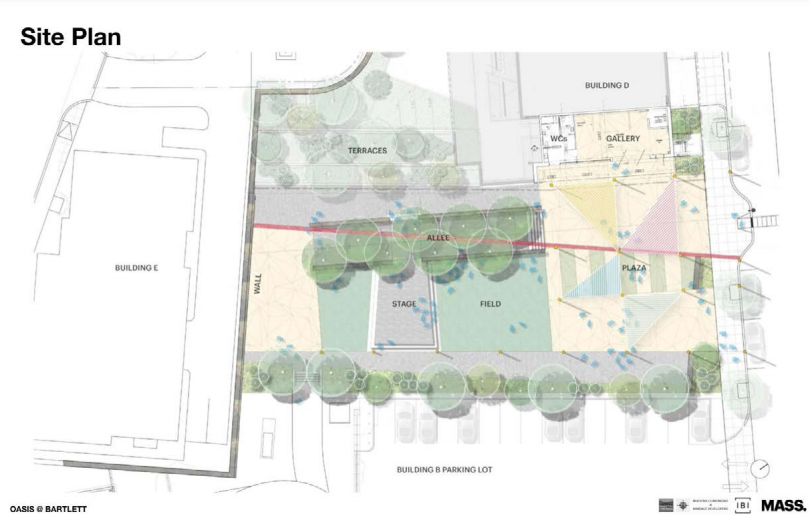 Site Plan
BUILDING D
WCs
GALLERY
TERRACES
ALLEE
BUILDING E
WALL
STAGE
FIELD
PLAZA
BUILDING B PARKING LOT
OASIS @ BARTLETT
IBI
MASS.